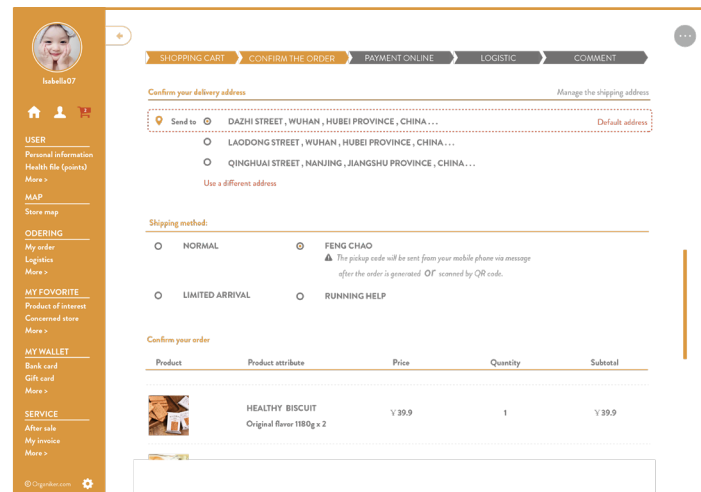 Isabella07
USER
Personal information
Health file (points)
More >
MAP
Store map
ODERING
My order
Logistics
More >
MY FOVORITE
Product of interest
Concerned store
More >
MY WALLET
Bank card
Gift card
More >
SERVICE
After sale
My invoice
More >
© Organiker.com
SHOPPING CART
CONFIRM THE ORDER
PAYMENT ONLINE
LOGISTIC
COMMENT
Confirm your delivery address
Manage the shipping address
Send to
DAZHI STREET , WUHAN , HUBEI PROVINCE , CHINA . . .
Default address
LAODONG STREET , WUHAN , HUBEI PROVINCE , CHINA . . .
QINGHUAI STREET , NANJING , JIANGSHU PROVINCE , CHINA . . .
Use a different address
Shipping method:
NORMAL
FENG CHAO
The pickup code will be sent from your mobile phone via message
after the order is generated or scanned by QR code.
LIMITED ARRIVAL
RUNNING HELP
Confirm your order
Product
Product attribute
Price
Quantity
Subtotal
HEALTHY BISCUIT
Original flavor 1180g x 2
¥ 39.9
1
¥ 39.9